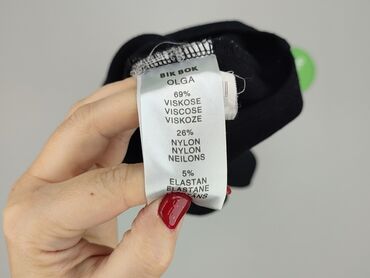 BIK BOK
OLGA
69%
VISKOSE
VISCOSE
VISKOZE
26%
NYLON
NYLON
NEILONS
5%
ELASTAN
ELASTANE